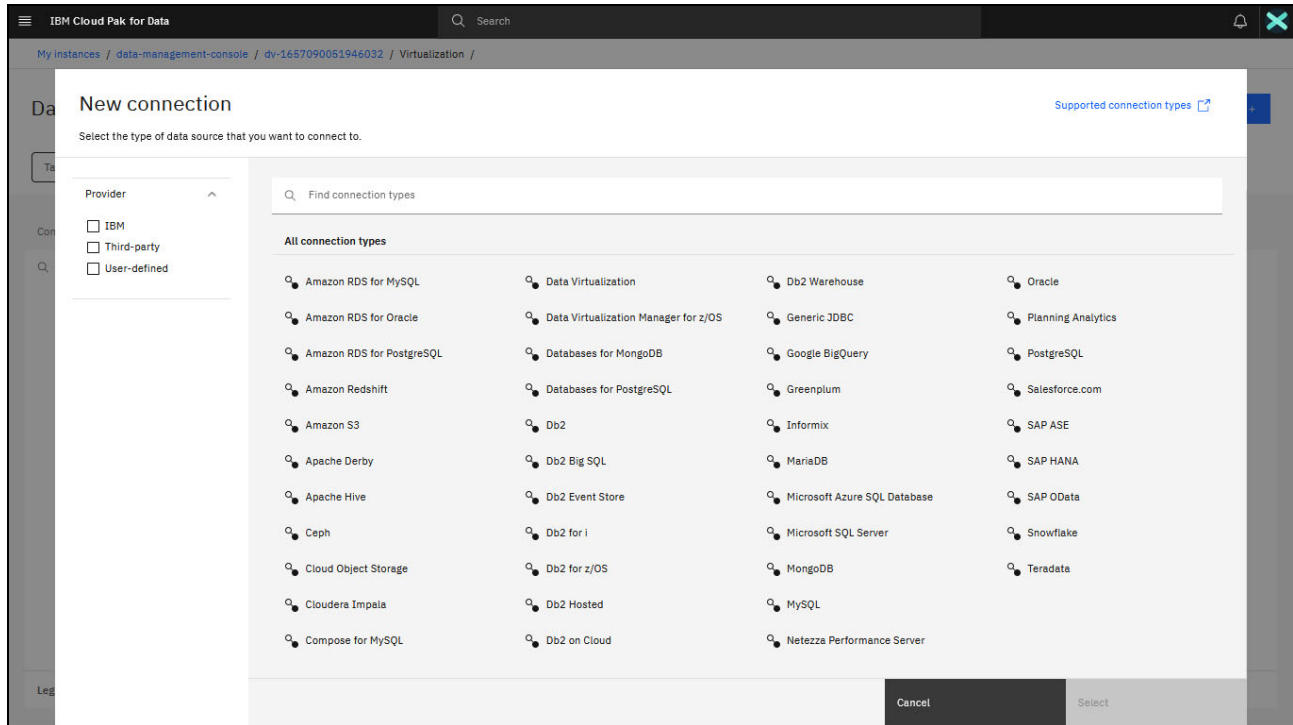 IBM Cloud Pak for Data
Search
My instances / data-management-console / dv-1657090051946032 / Virtualization /
Da
New connection
Supported connection types
+
Select the type of data source that you want to connect to.
Ta
Provider
Find connection types
IBM
Con
Third-party
All connection types
User-defined
Amazon RDS for MySQL
Amazon RDS for Oracle
Amazon RDS for PostgreSQL
Amazon Redshift
Amazon S3
Apache Derby
Apache Hive
Ceph
Cloud Object Storage
Cloudera Impala
Compose for MySQL
Data Virtualization
Data Virtualization Manager for z/OS
Databases for MongoDB
Databases for PostgreSQL
Db2
Db2 Big SQL
Db2 Event Store
Db2 for i
Db2 for z/OS
Db2 Hosted
Db2 on Cloud
Db2 Warehouse
Generic JDBC
Google BigQuery
Greenplum
Informix
MariaDB
Microsoft Azure SQL Database
Microsoft SQL Server
MongoDB
MySQL
Netezza Performance Server
Oracle
Planning Analytics
PostgreSQL
Salesforce.com
SAP ASE
SAP HANA
SAP OData
Snowflake
Teradata
Leg
Cancel
Select